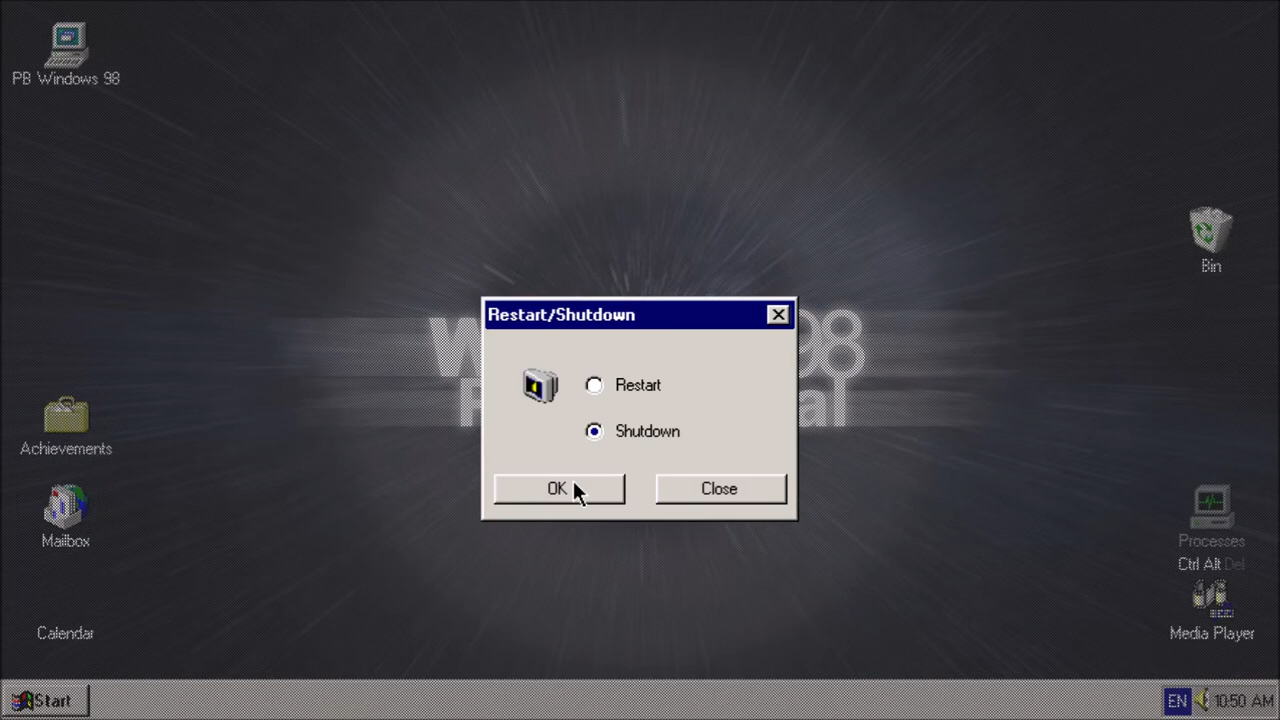 PB Windows 98
Bin
Restart/Shutdown
98
Restart
Shutdown
OK
Close
Achievements
Mailbox
Processes
Ctrl Alt Del
Calendar
Media Player
Start
EN
10:50 AM